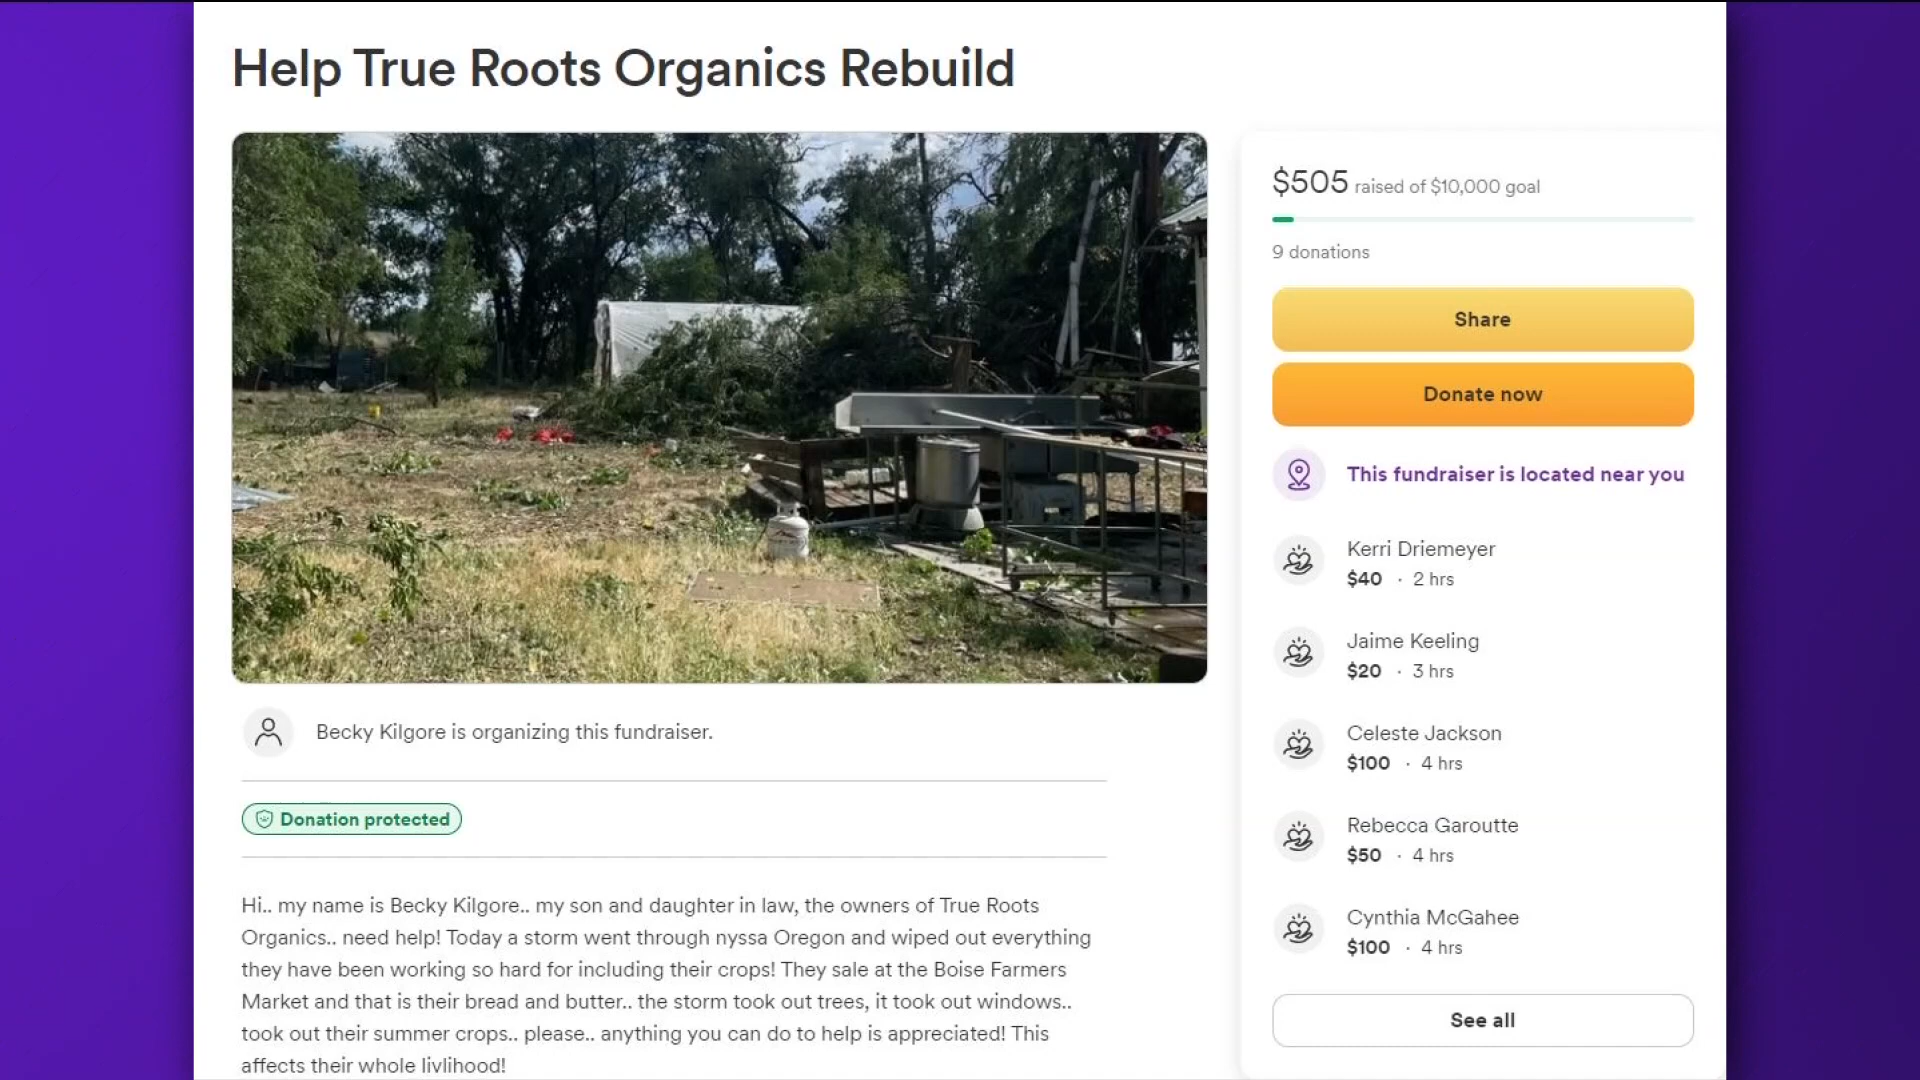 Help True Roots Organics Rebuild
$505 raised of $10,000 goal
9 donations
Share
Donate now
This fundraiser is located near you
Kerri Driemeyer
$40 · 2 hrs
Jaime Keeling
$20 · 3 hrs
Celeste Jackson
$100 · 4 hrs
Rebecca Garoutte
$50 · 4 hrs
Cynthia McGahee
$100 · 4 hrs
See all
Becky Kilgore is organizing this fundraiser.
Donation protected
Hi.. my name is Becky Kilgore.. my son and daughter in law, the owners of True Roots
Organics.. need help! Today a storm went through nyssa Oregon and wiped out everything
they have been working so hard for including their crops! They sale at the Boise Farmers
Market and that is their bread and butter.. the storm took out trees, it took out windows..
took out their summer crops.. please.. anything you can do to help is appreciated! This
affects their whole livlihood!